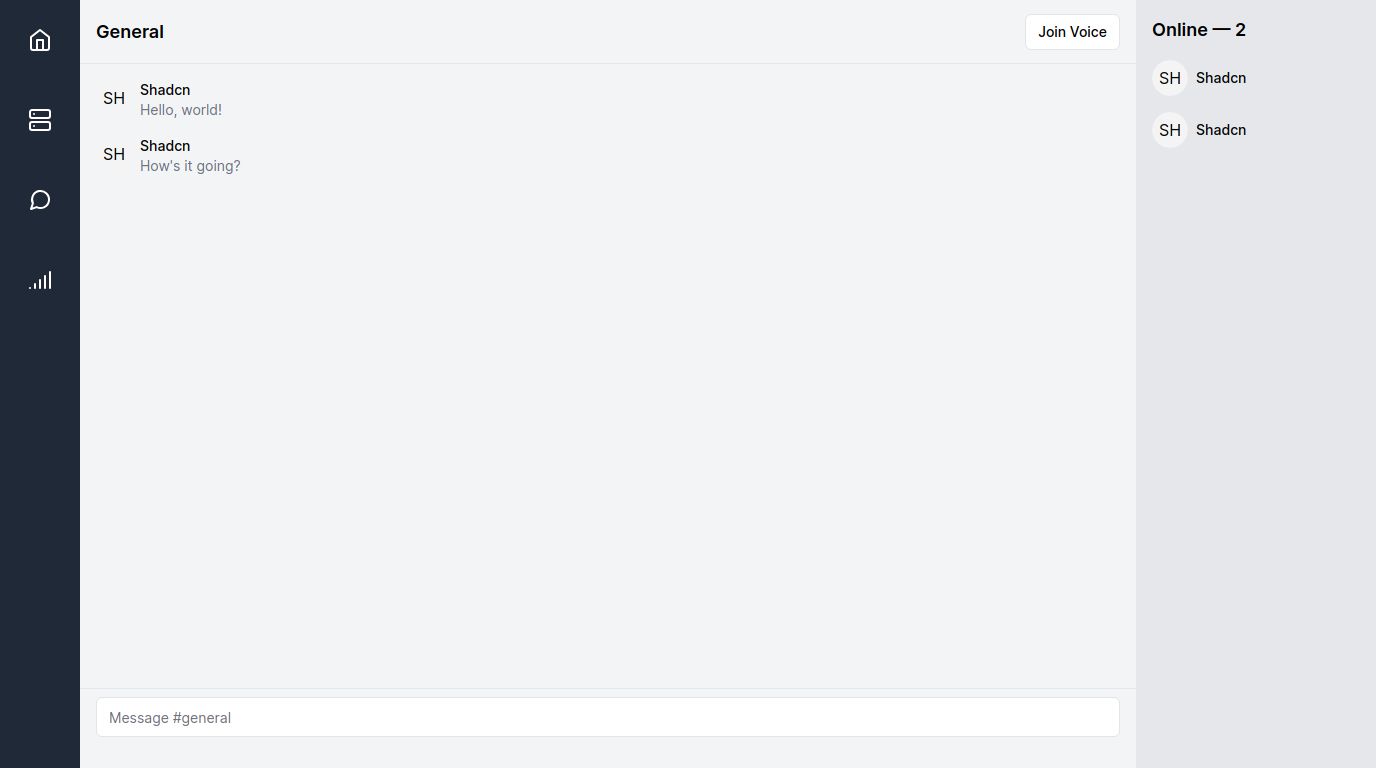 General
Join Voice
SH
Shadcn
Hello, world!
SH
Shadcn
How's it going?
Message #general
Online — 2
SH
Shadcn
SH
Shadcn